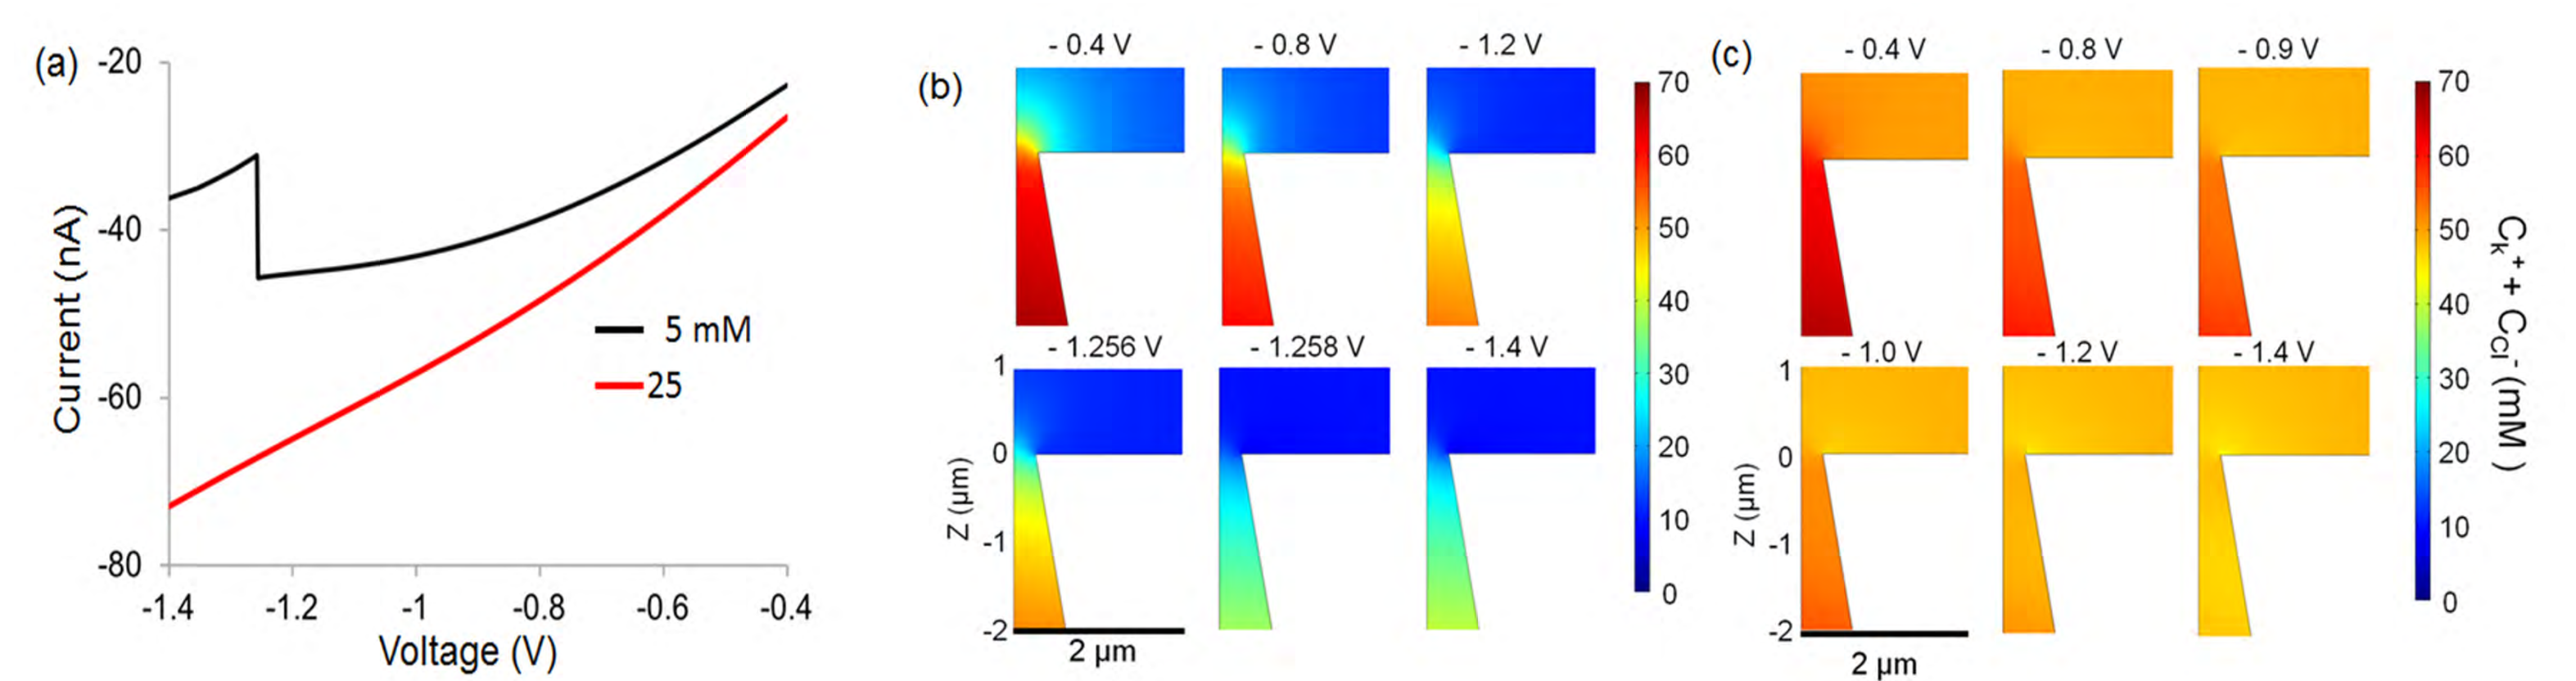 (a)
-20
-40
-60
-80
Current (nA)
-1.4 -1.2 -1 -0.8 -0.6 -0.4
Voltage (V)
5 mM
25
(b)
- 0.4 V - 0.8 V - 1.2 V
- 1.256 V - 1.258 V - 1.4 V
1
0
-1
-2
Z (µm)
2 µm
70
60
50
40
30
20
10
0
(c)
- 0.4 V - 0.8 V - 0.9 V
- 1.0 V - 1.2 V - 1.4 V
1
0
-1
-2
Z (µm)
2 µm
70
60
50
40
30
20
10
0
Ck+ + CCl- (mM )